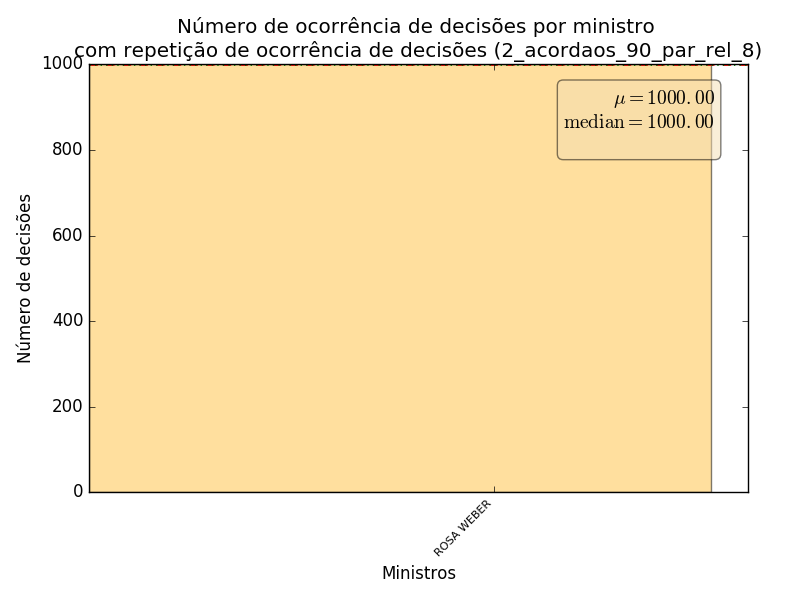 Número de ocorrência de decisões por ministro
com repetição de ocorrência de decisões (2_acordaos_90_par_rel_8)
1000
800
600
400
200
0
μ = 1000.00
median = 1000.00
Número de decisões
ROSA WEBER
Ministros